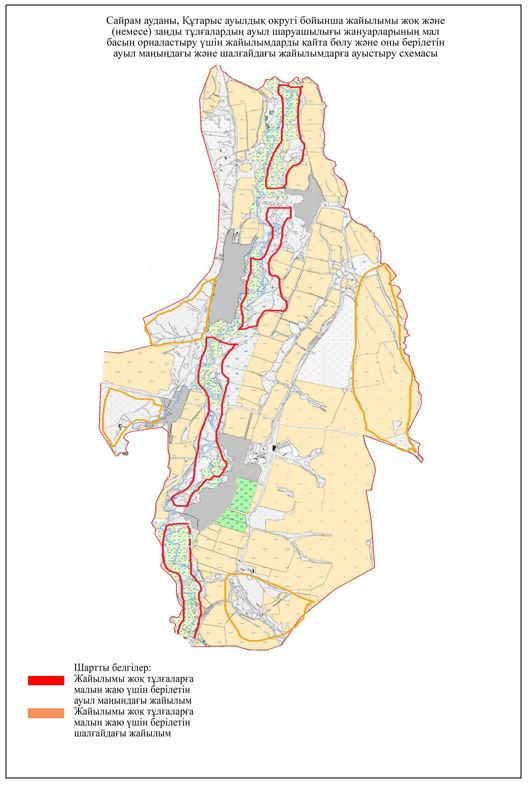 Сайрам ауданы, Құтарыс ауылдық округі бойынша жайылымы жоқ және
(немесе) заңды тұлғалардың ауыл шаруашылығы жануарларының мал
басың орналастыру үшін жайылымдарды қайта бөлу және оны берілетін
ауыл маңындағы және шалғайдағы жайылымдарға ауыстыру схемасы
Шартты белгілер:
Жайылымы жоқ тұлғаларға
малын жаю үшін берілетін
ауыл маңындағы жайылым
Жайылымы жоқ тұлғаларға
малын жаю үшін берілетін
шалғайдағы жайылым